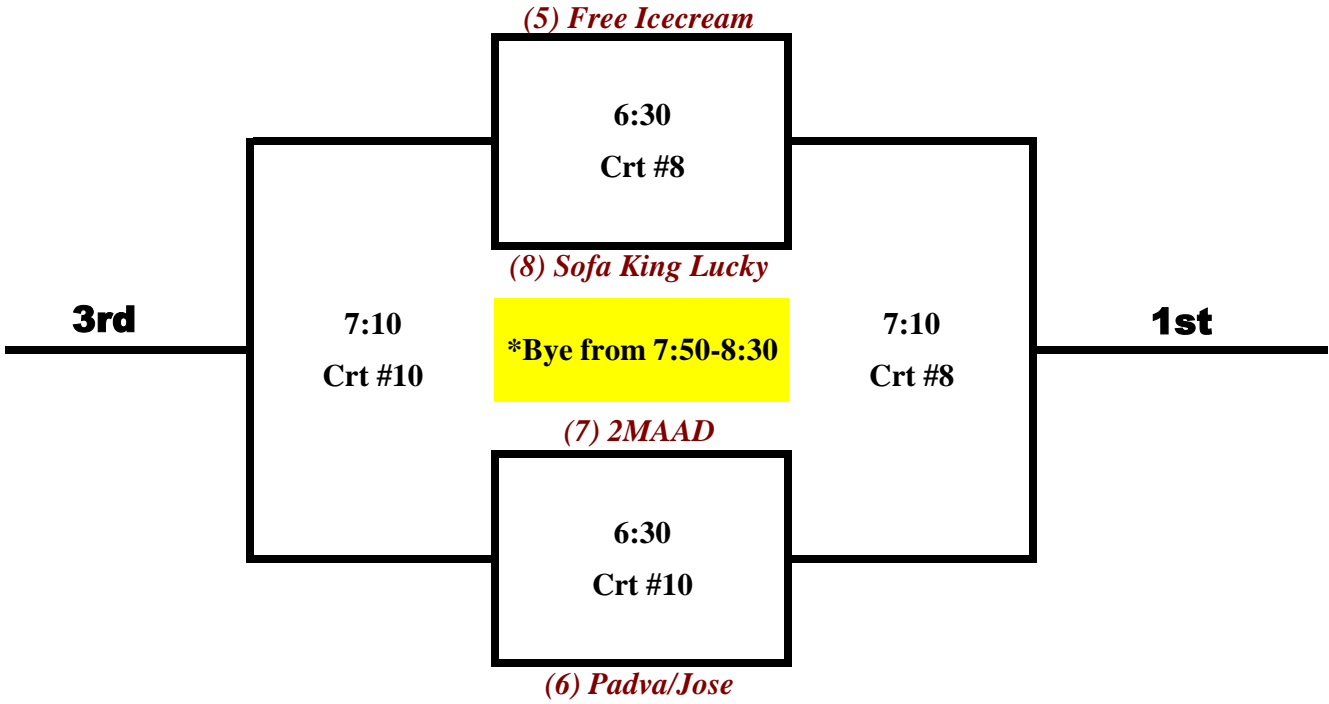 (5) Free Icecream
6:30
Crt #8
(8) Sofa King Lucky
3rd
7:10
Crt #10
*Bye from 7:50-8:30
7:10
Crt #8
1st
(7) 2MAAD
6:30
Crt #10
(6) Padva/Jose